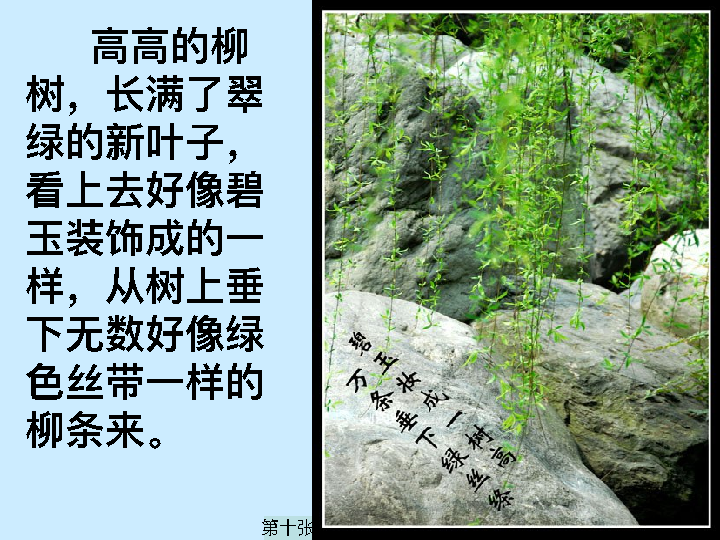 高高的柳
树，长满了翠
绿的新叶子，
看上去好像碧
玉装饰成的一
样，从树上垂
下无数好像绿
色丝带一样的
柳条来。
碧玉妆成一树高
万条垂下绿丝绦
第十张